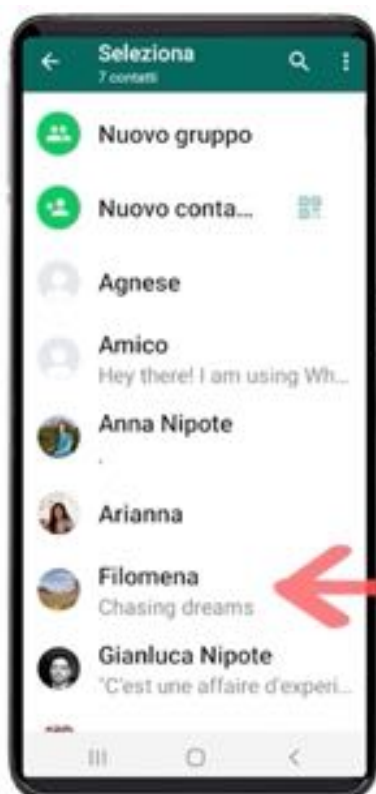 Seleziona
7 contatti
Nuovo gruppo
Nuovo conta...
Agnese
Amico
Hey there! I am using Wh...
Anna Nipote
.
Arianna
Filomena
Chasing dreams
Gianluca Nipote
"C'est une affaire d'experi...